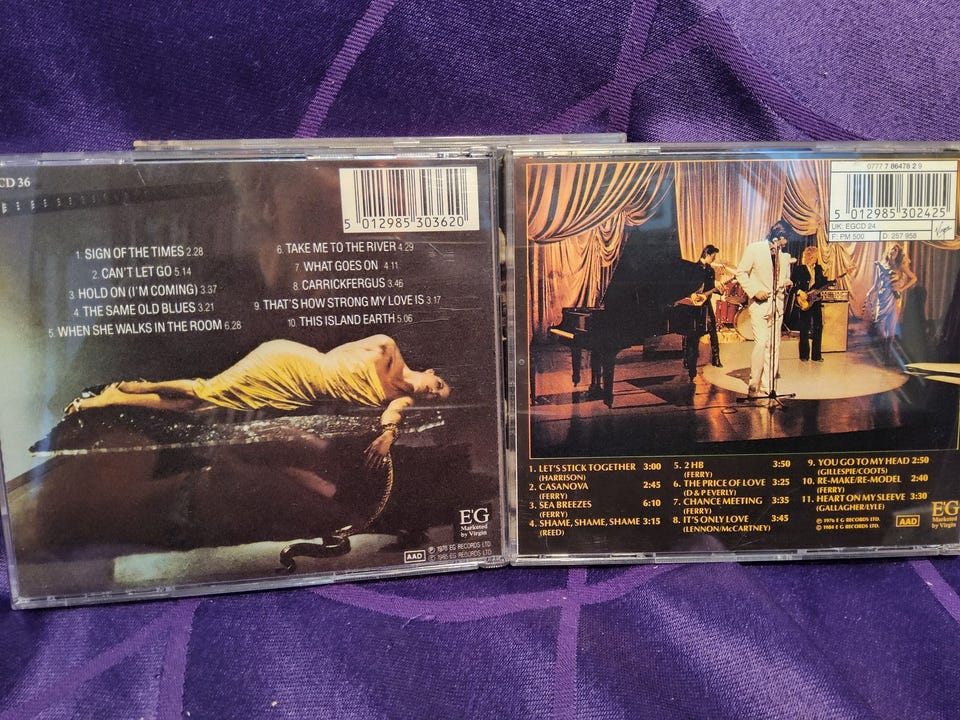 CD 36
5 012985 303620
1. SIGN OF THE TIMES 2.28
2. CAN'T LET GO 5.14
3. HOLD ON (I'M COMING) 3.37
4. THE SAME OLD BLUES 3.21
5. WHEN SHE WALKS IN THE ROOM 6.28
6. TAKE ME TO THE RIVER 4.29
7. WHAT GOES ON 4.11
8. CARRICKFERGUS 3.46
9. THAT'S HOW STRONG MY LOVE IS 3.17
10. THIS ISLAND EARTH 5.06
E'G
Marketed
by Virgin
AAD
℗ 1978 EG RECORDS LTD.
EG RECORDS LTD.
0777 7 86478 2 9
5 012985 302425
UK: EGCD 24
F: PM 500 D: 257 958
Virgin
1. LET'S STICK TOGETHER 3:00
(HARRISON)
2. CASANOVA 2:45
(FERRY)
3. SEA BREEZES 6:10
(FERRY)
4. SHAME, SHAME, SHAME 3:15
(REED)
5. 2 HB 3:50
(FERRY)
6. THE PRICE OF LOVE 3:25
(D & P EVERLY)
7. CHANCE MEETING 3:35
(FERRY)
8. IT'S ONLY LOVE 3:45
(LENNON/McCARTNEY)
9. YOU GO TO MY HEAD 2:50
(GILLESPIE/COOTS)
10. RE-MAKE/RE-MODEL 2:40
(FERRY)
11. HEART ON MY SLEEVE 3:30
(GALLAGHER/LYLE)
℗ 1976 E G RECORDS LTD.
© 1984 E G RECORDS LTD.
AAD
EG
Marketed
by Virgin